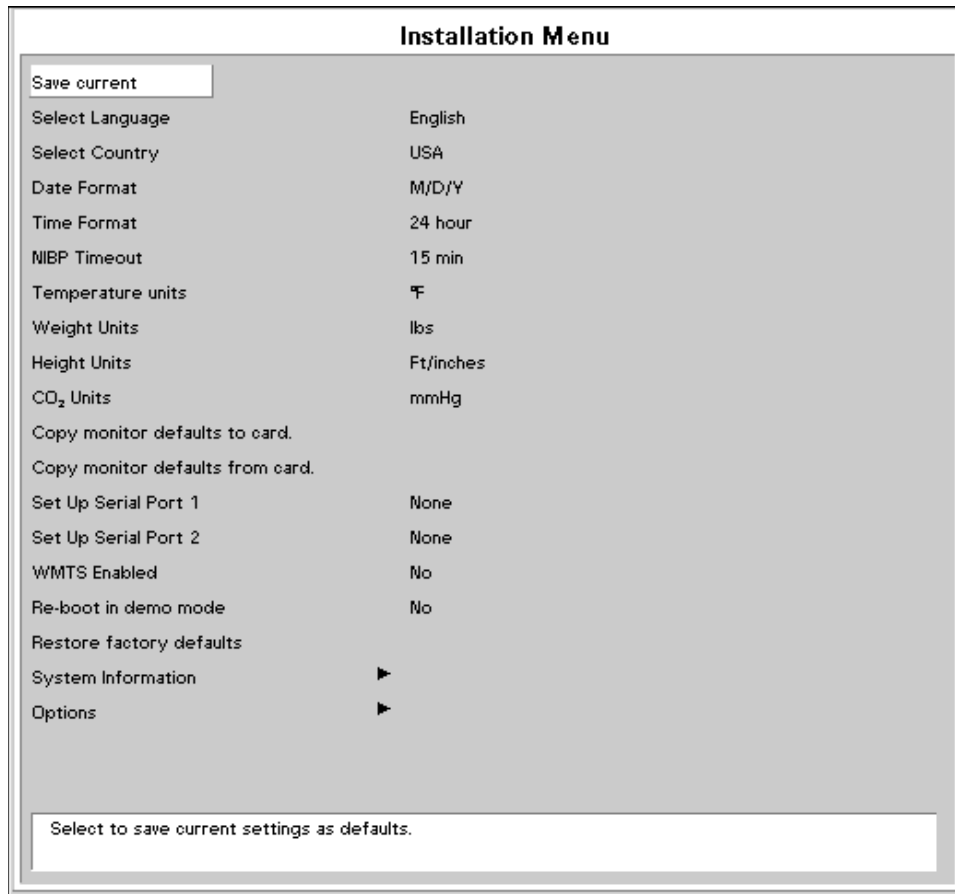 Installation Menu
Save current
Select Language English
Select Country USA
Date Format M/D/Y
Time Format 24 hour
NIBP Timeout 15 min
Temperature units °F
Weight Units lbs
Height Units Ft/inches
CO₂ Units mmHg
Copy monitor defaults to card.
Copy monitor defaults from card.
Set Up Serial Port 1 None
Set Up Serial Port 2 None
WMTS Enabled No
Re-boot in demo mode No
Restore factory defaults
System Information ►
Options ►
Select to save current settings as defaults.